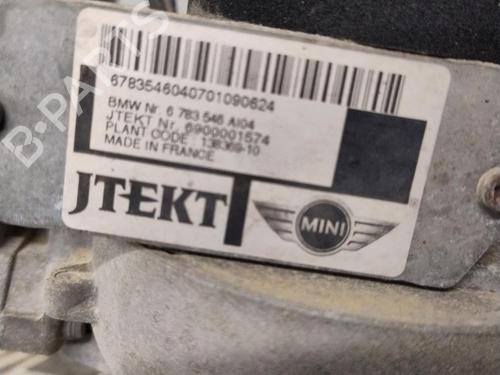 B-PARTS
6783546040701090624
BMW Nr. 6 783 546 AI04
JTEKT Nr. 6900001574
PLANT CODE 138369-10
MADE IN FRANCE
JTEKT
MINI